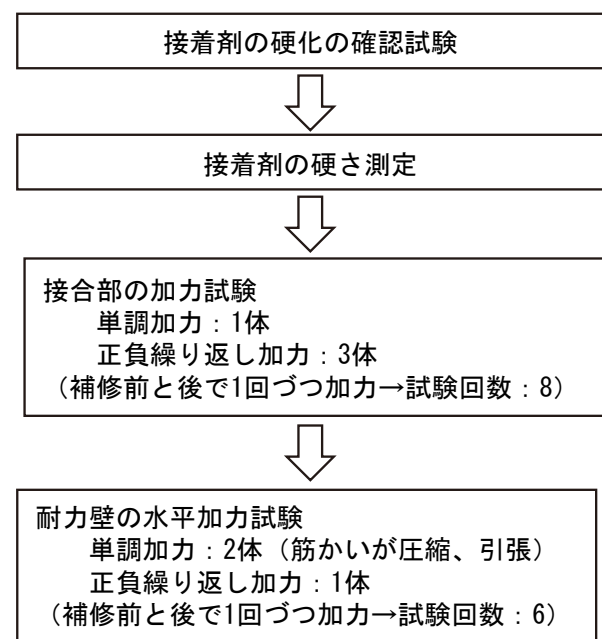 接着剤の硬化の確認試験
接着剤の硬さ測定
接合部の加力試験
単調加力：1体
正負繰り返し加力：3体
（補修前と後で1回づつ加力→試験回数：8）
耐力壁の水平加力試験
単調加力：2体（筋かいが圧縮、引張）
正負繰り返し加力：1体
（補修前と後で1回づつ加力→試験回数：6）